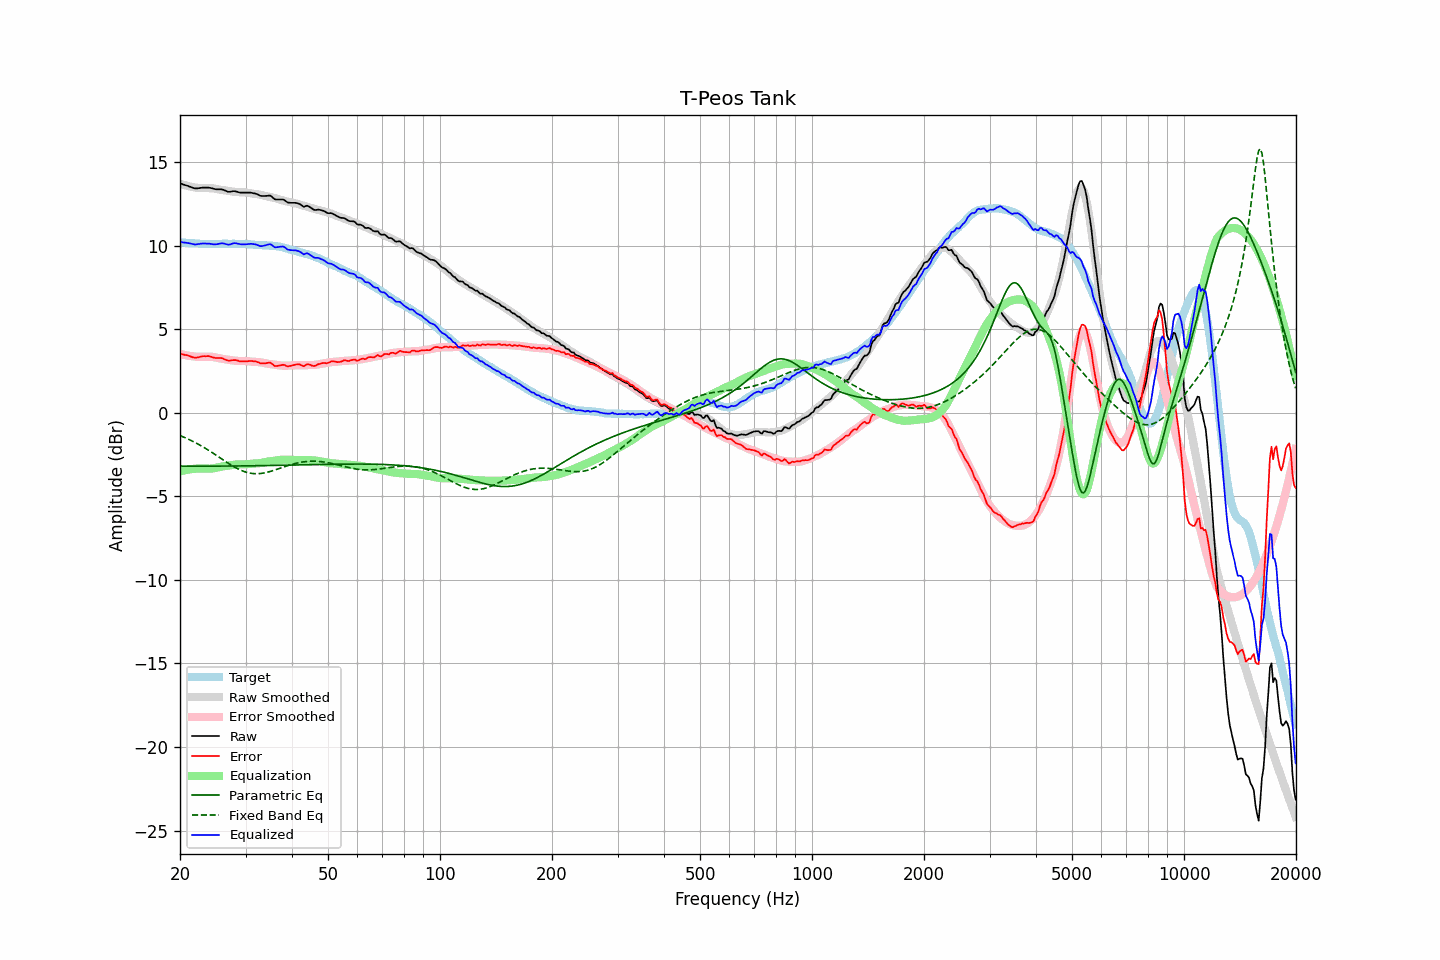 T-Peos Tank
15
10
5
0
−5
−10
−15
−20
−25
Amplitude (dBr)
Target
Raw Smoothed
Error Smoothed
Raw
Error
Equalization
Parametric Eq
Fixed Band Eq
Equalized
20 50 100 200 500 1000 2000 5000 10000 20000
Frequency (Hz)